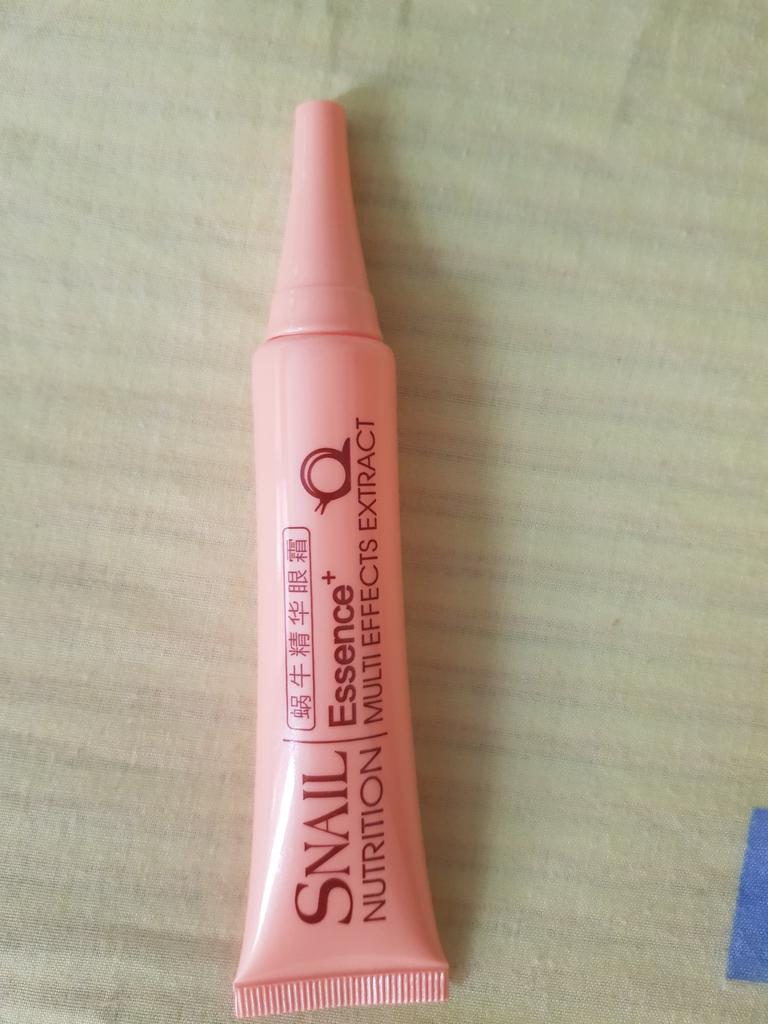 蜗牛精华眼霜
SNAIL Essence+
NUTRITION MULTI EFFECTS EXTRACT